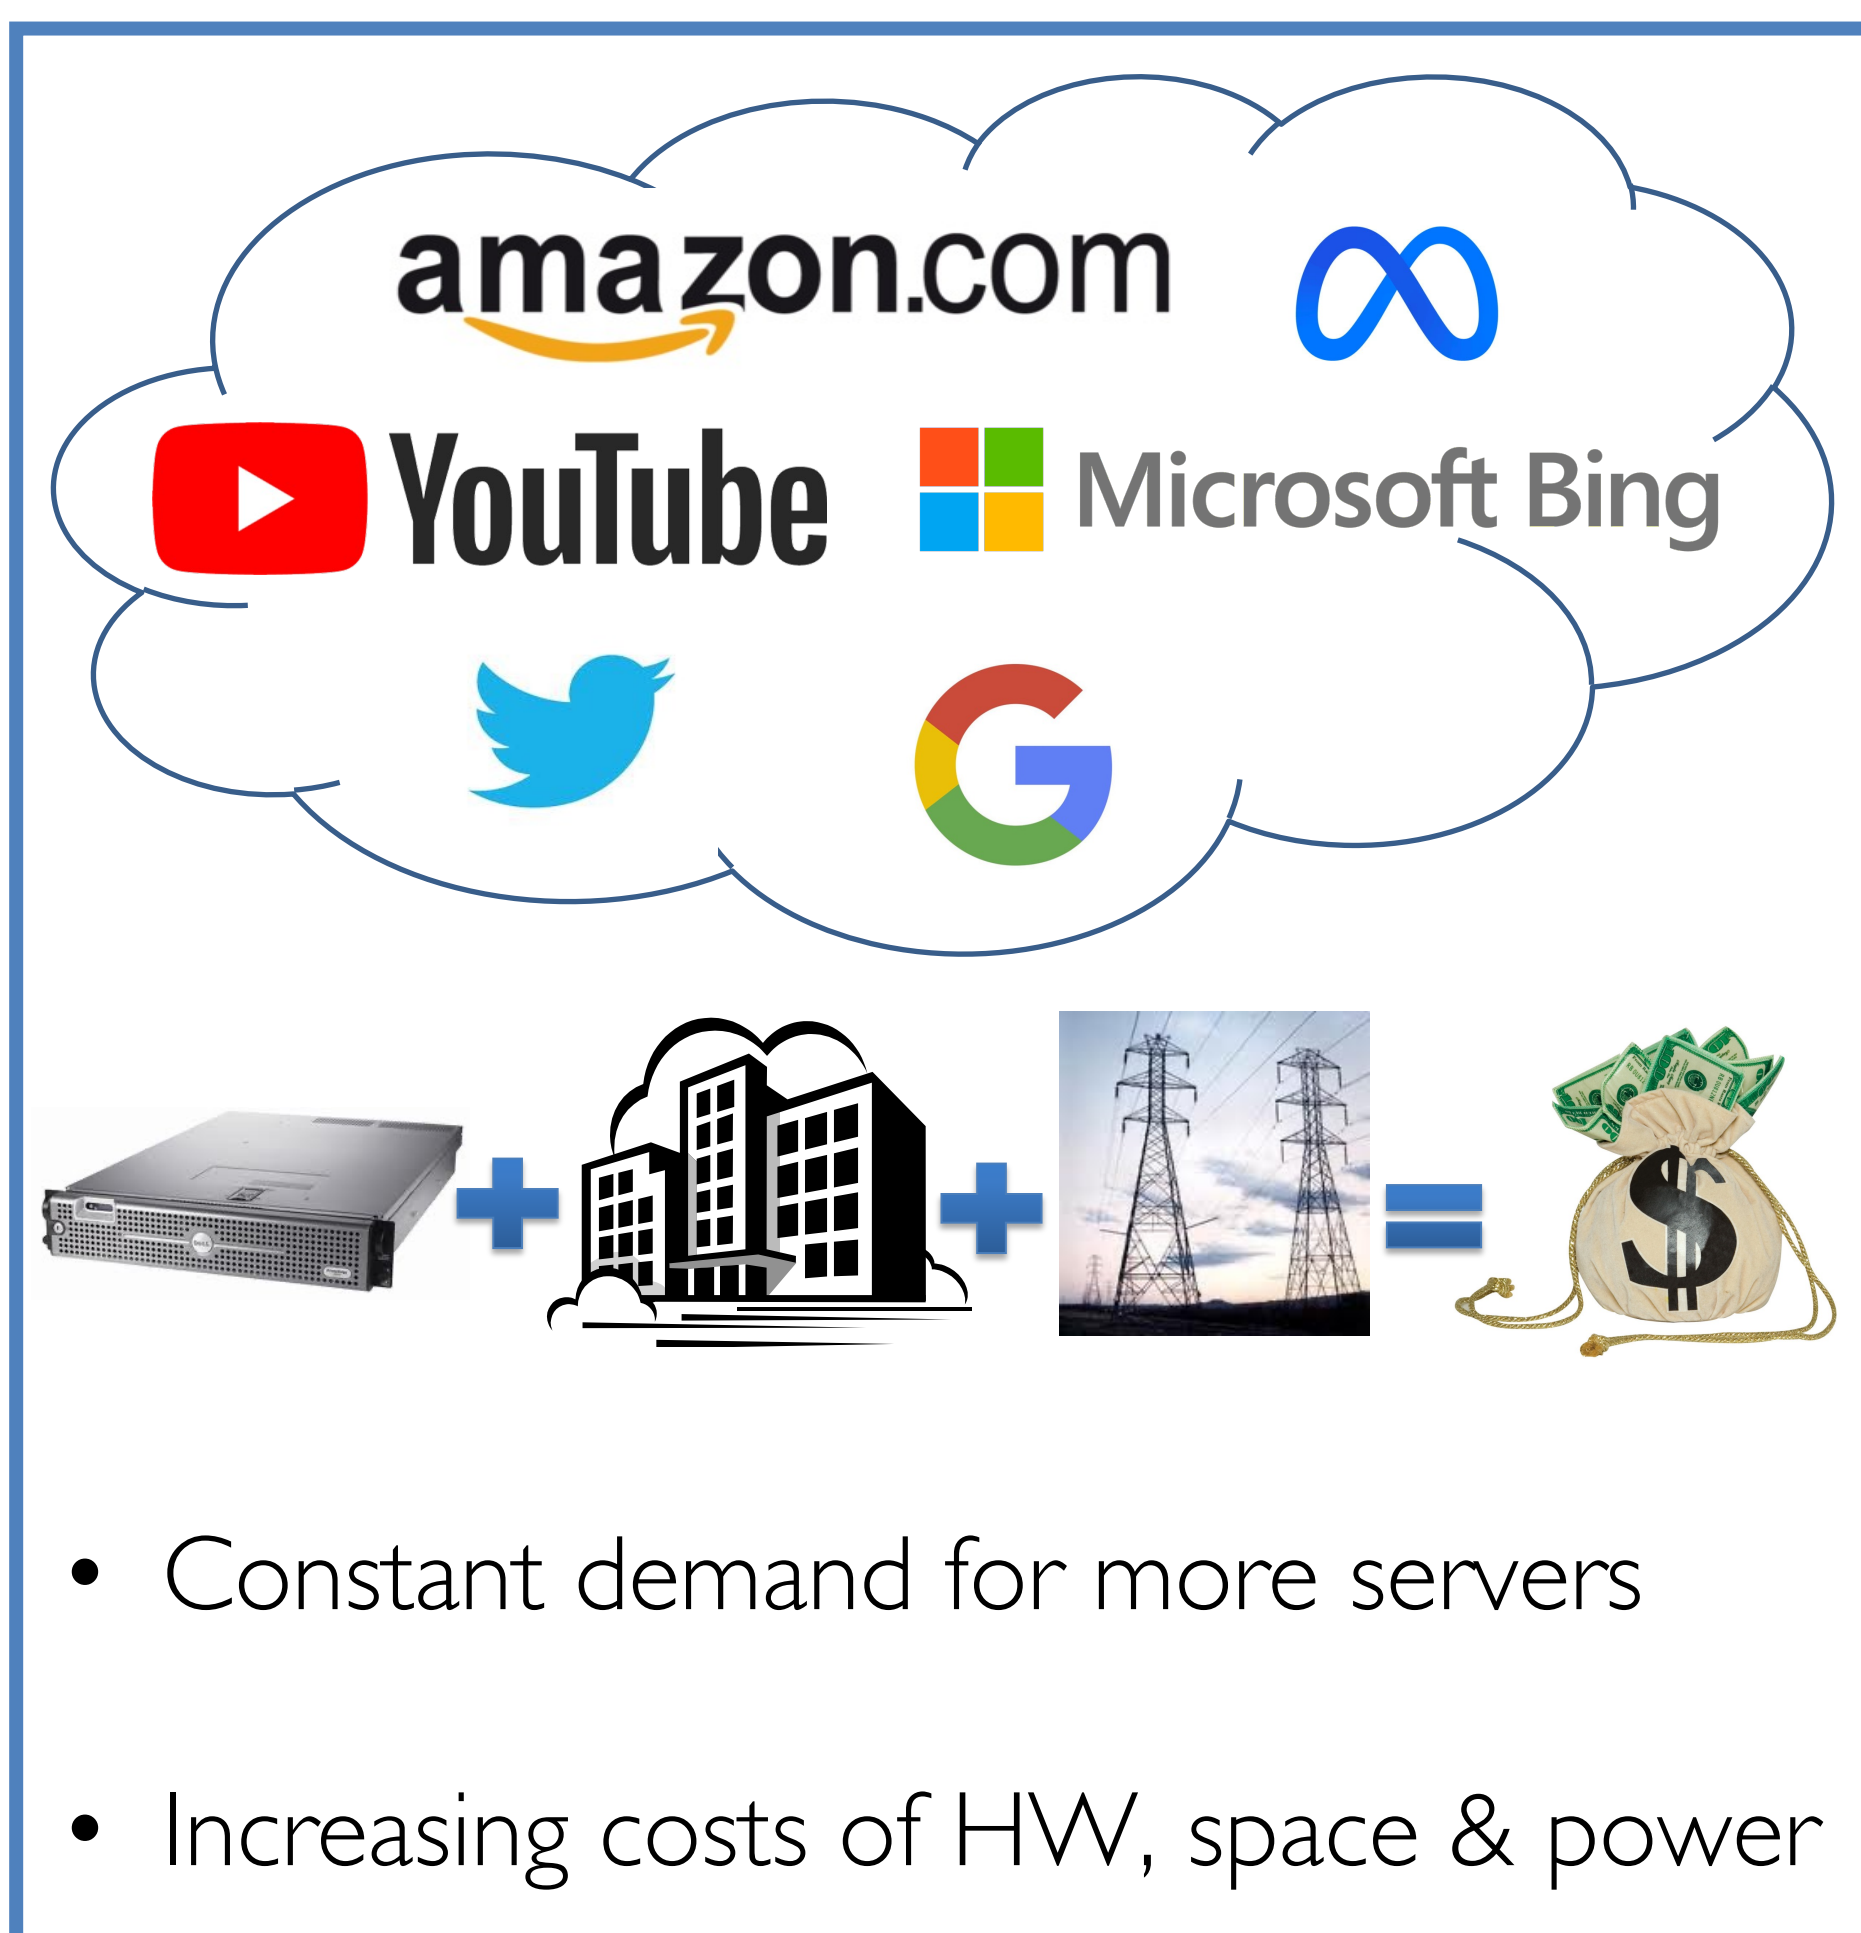 amazon.com
YouTube
Microsoft Bing
G
$
• Constant demand for more servers
• Increasing costs of HW, space & power